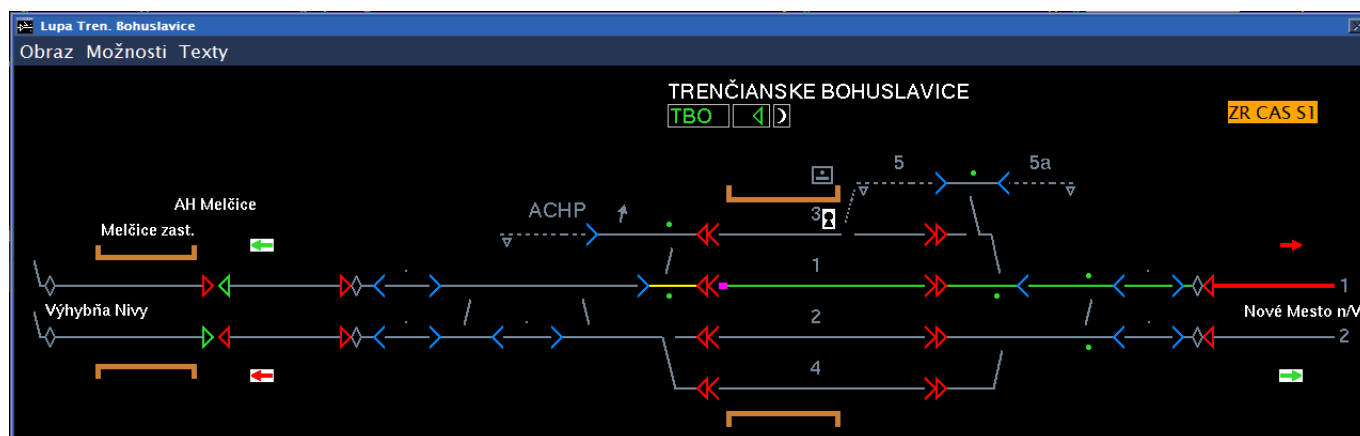 Lupa Tren. Bohuslavice
Obraz Možnosti Texty
TRENČIANSKE BOHUSLAVICE
TBO
ZR CAS S1
5 5a
AH Melčice
ACHP
3
Melčice zast.
1
1
Výhybňa Nivy
Nové Mesto n/V
2
2
4